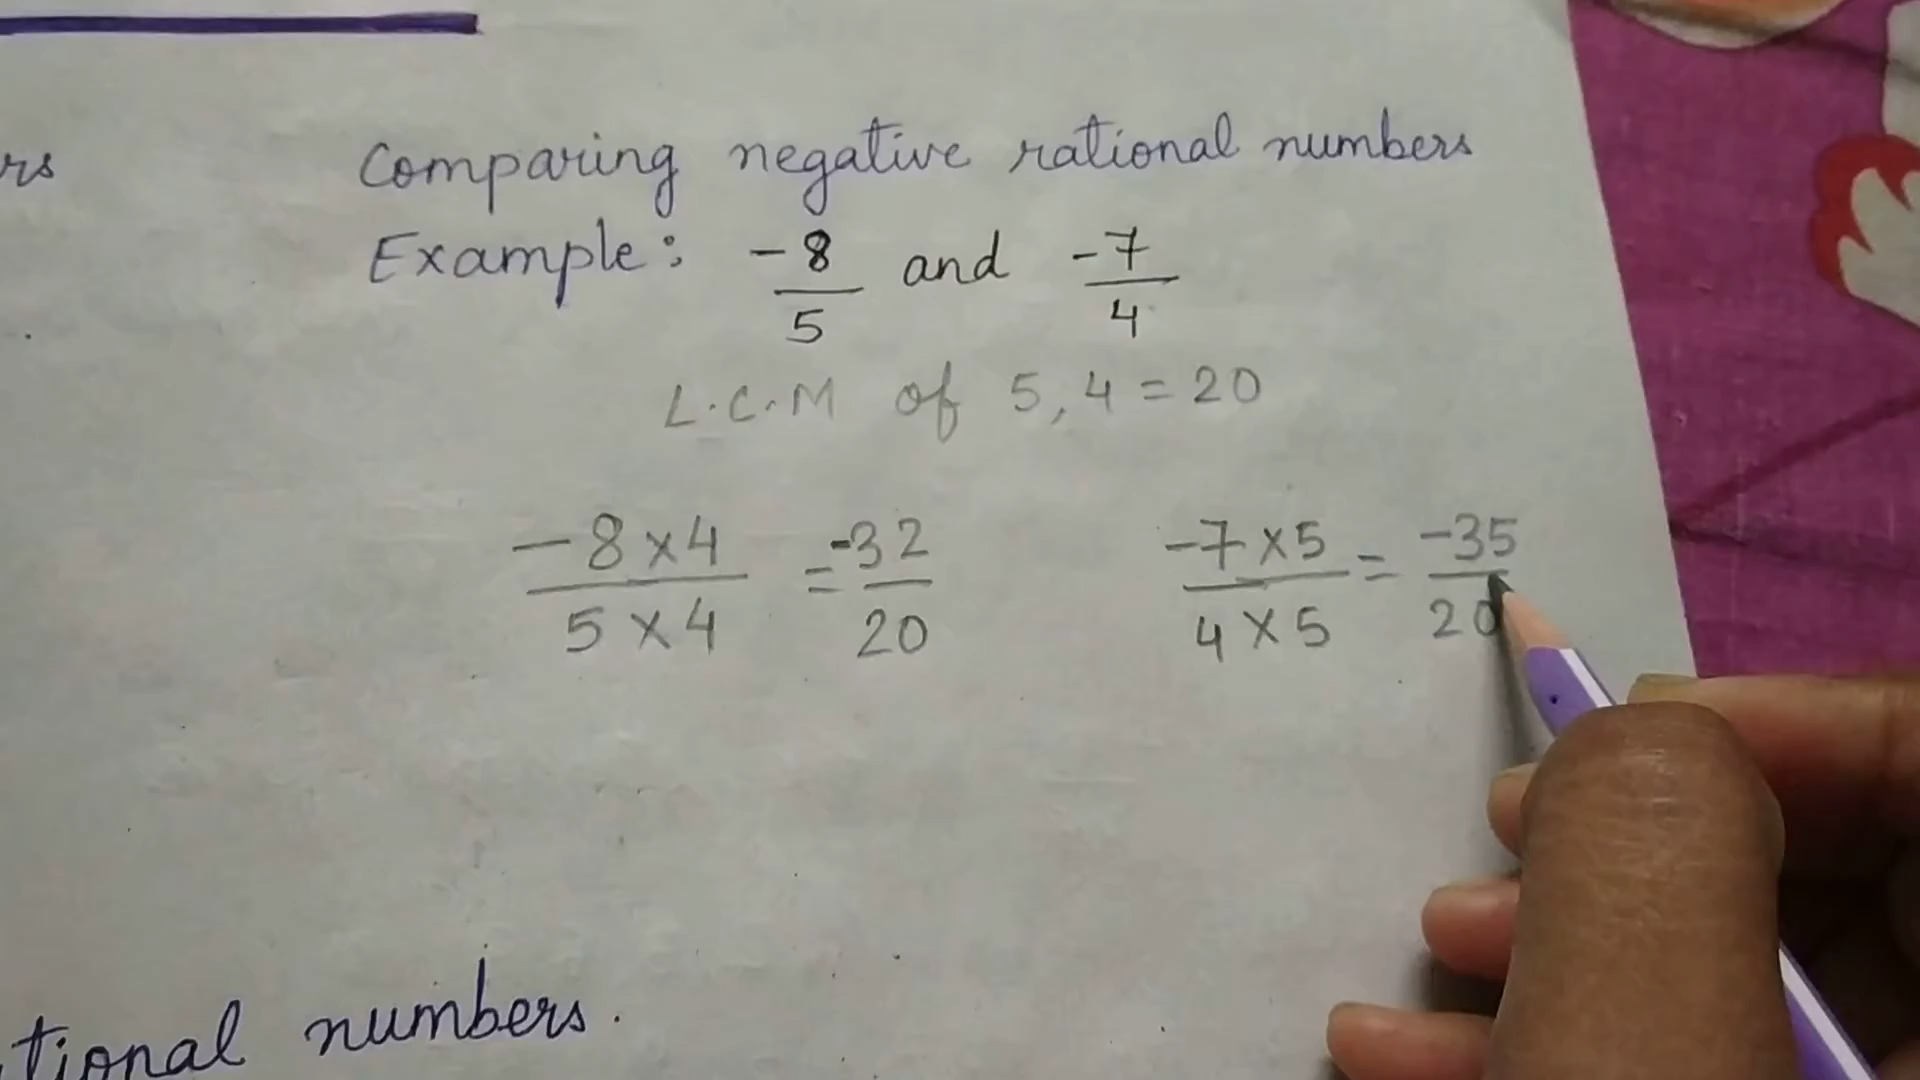 rs
Comparing negative rational numbers
Example: -8/5 and -7/4
L.C.M of 5, 4 = 20
-8 × 4 / 5 × 4 = -32/20
-7 × 5 / 4 × 5 = -35/20
tional numbers.